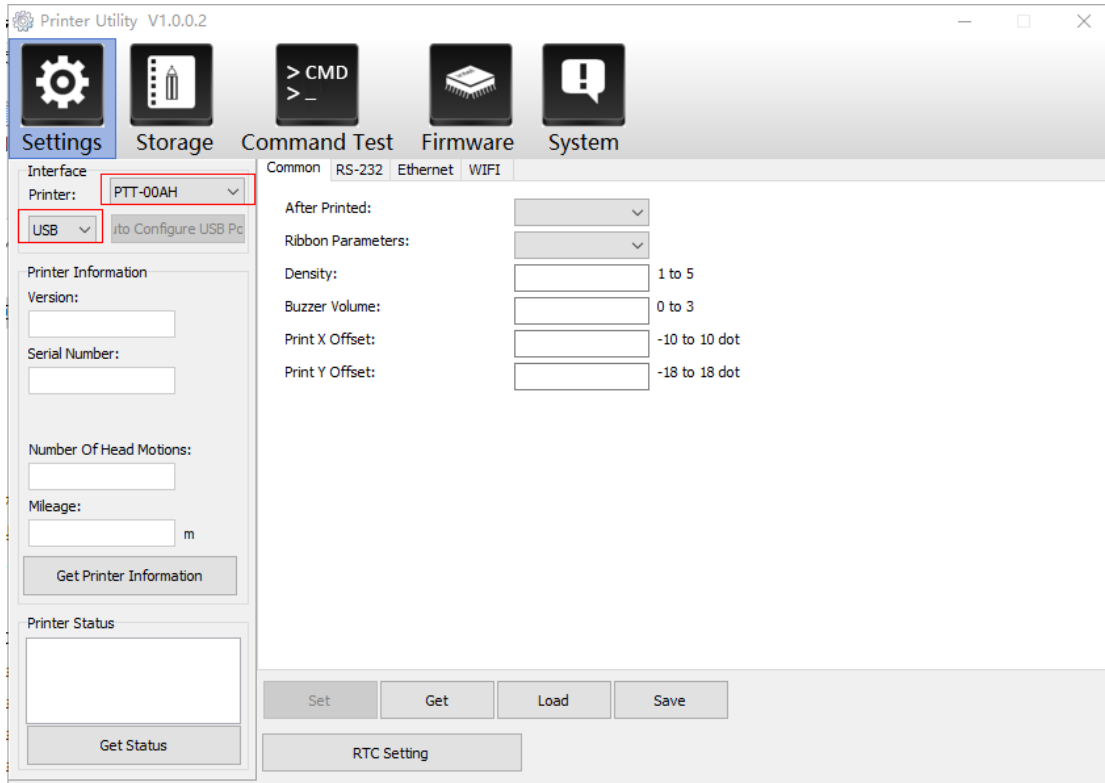 Printer Utility V1.0.0.2
> CMD
> _
Settings
Storage
Command Test
Firmware
System
Interface
Printer:
PTT-00AH
USB
Configure USB
Printer Information
Version:
Serial Number:
Number Of Head Motions:
Mileage:
m
Get Printer Information
Printer Status
Get Status
Common
RS-232
Ethernet
WIFI
After Printed:
Ribbon Parameters:
Density:
1 to 5
Buzzer Volume:
0 to 3
Print X Offset:
-10 to 10 dot
Print Y Offset:
-18 to 18 dot
Set
Get
Load
Save
RTC Setting